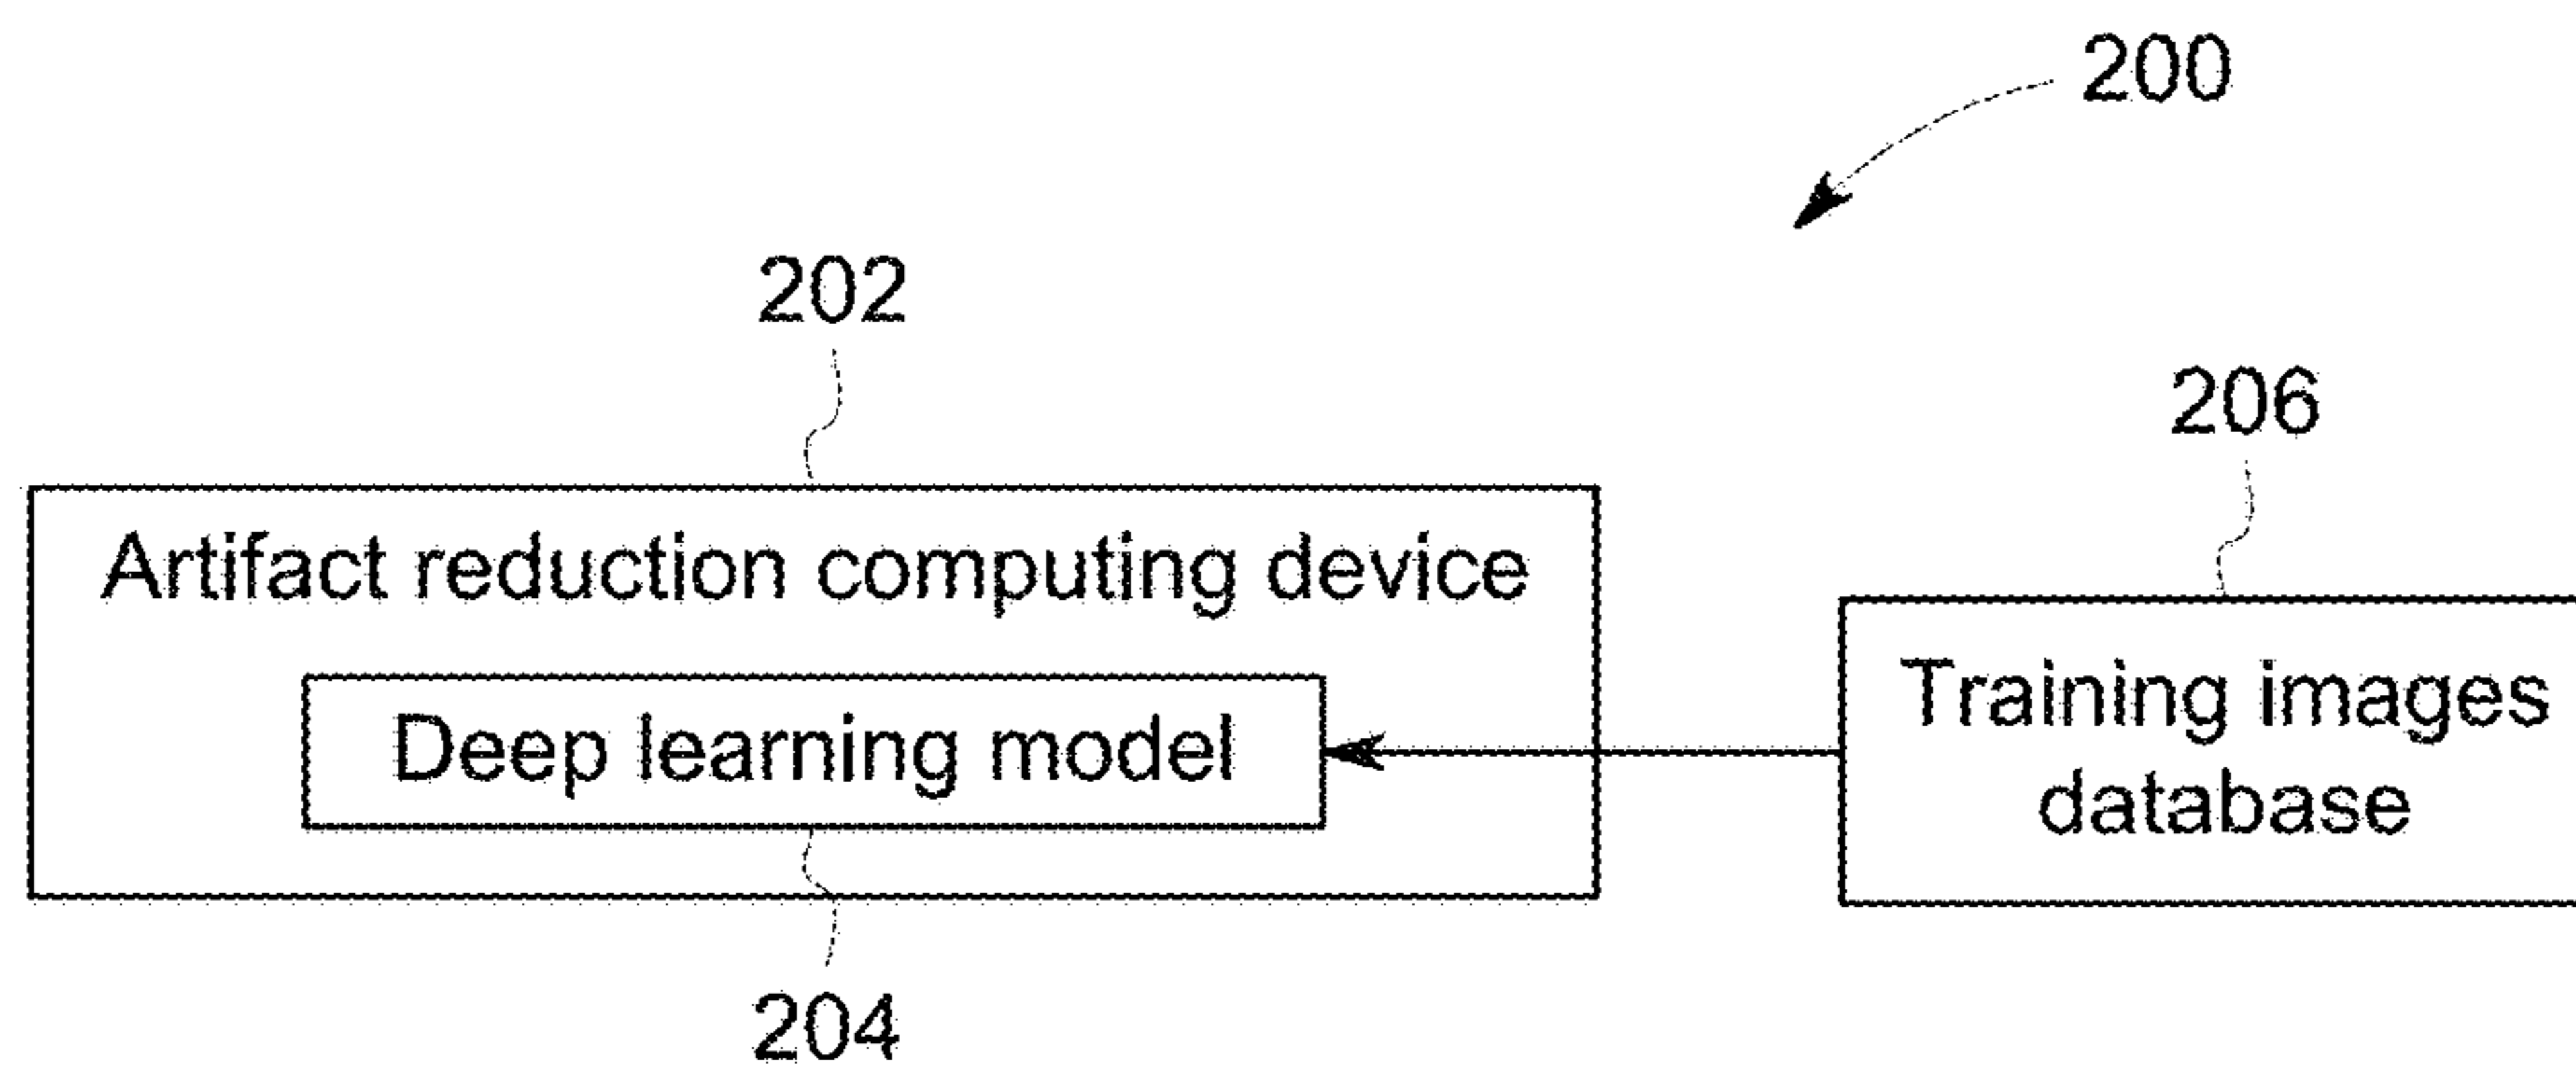 200
202
206
Artifact reduction computing device
Training images
database
Deep learning model
204